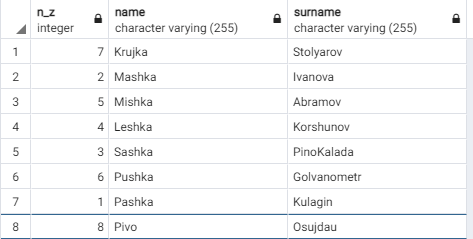 n_z name surname
integer character varying (255) character varying (255)
1 7 Krujka Stolyarov
2 2 Mashka Ivanova
3 5 Mishka Abramov
4 4 Leshka Korshunov
5 3 Sashka PinoKalada
6 6 Pushka Golvanometr
7 1 Pashka Kulagin
8 8 Pivo Osujdau